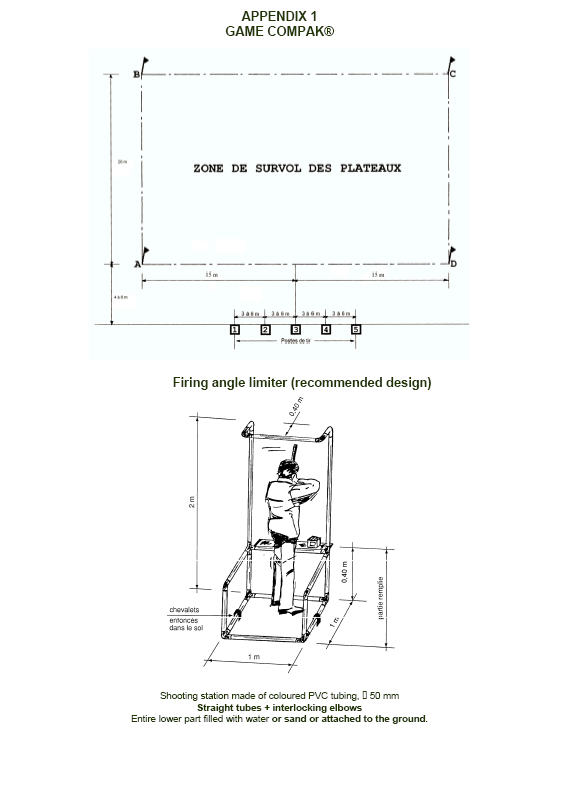 APPENDIX 1
GAME COMPAK®
B
C
20 m
ZONE DE SURVOL DES PLATEAUX
A
D
15 m
15 m
4 à 6 m
3 à 6 m
3 à 6 m
3 à 6 m
3 à 6 m
1
2
3
4
5
Postes de tir
Firing angle limiter (recommended design)
0,40 m
2 m
0,40 m
partie remplie
chevalets
enfoncés
dans le sol
1 m
1 m
Shooting station made of coloured PVC tubing, ▯ 50 mm
Straight tubes + interlocking elbows
Entire lower part filled with water or sand or attached to the ground.